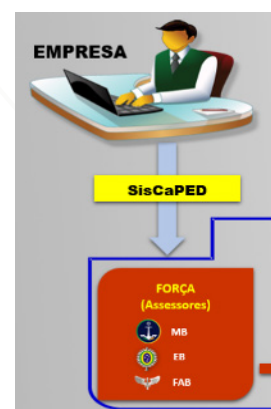 EMPRESA
SisCaPED
FORÇA
(Assessores)
MB
EB
FAB